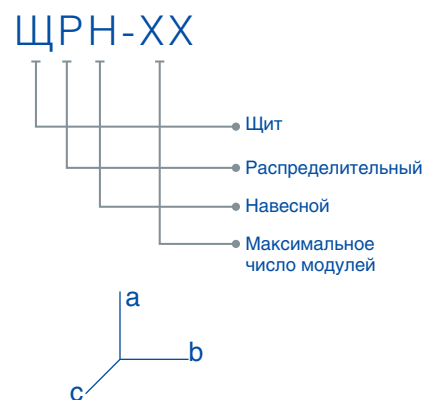 ЩРН-ХХ
Щит
Распределительный
Навесной
Максимальное
число модулей
a
b
c